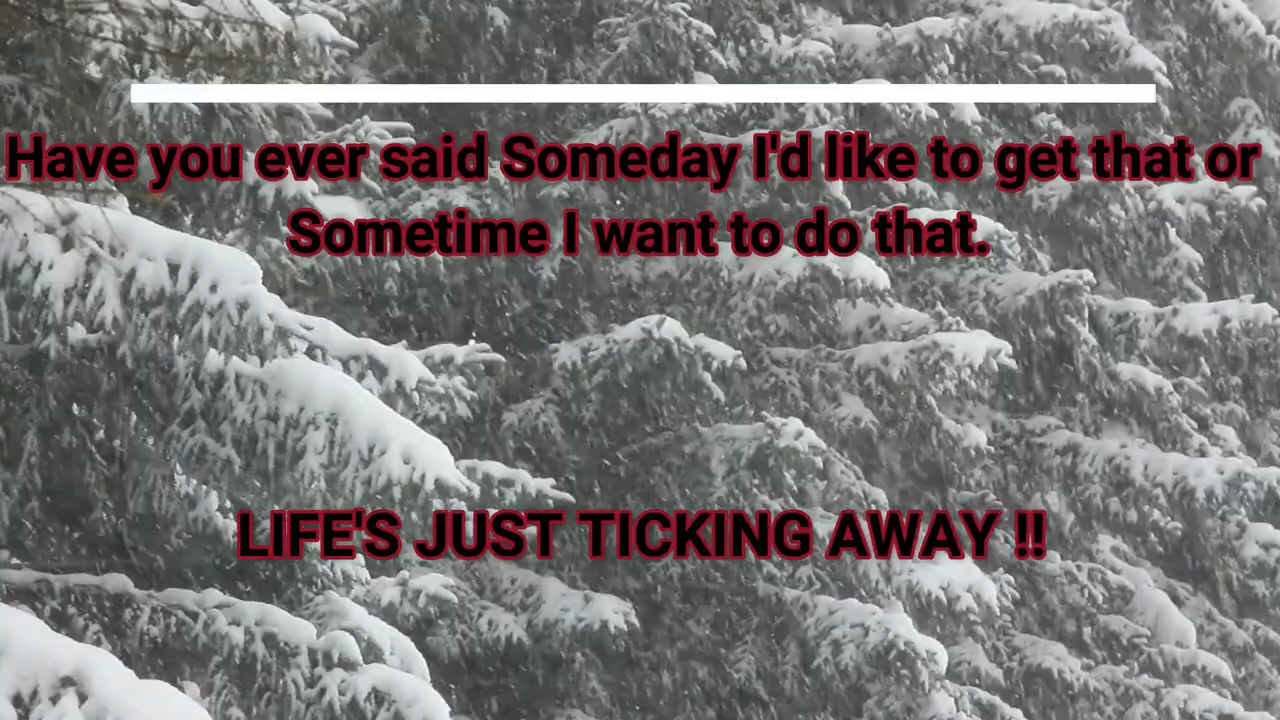 Have you ever said Someday I'd like to get that or
Sometime I want to do that.
LIFE'S JUST TICKING AWAY !!